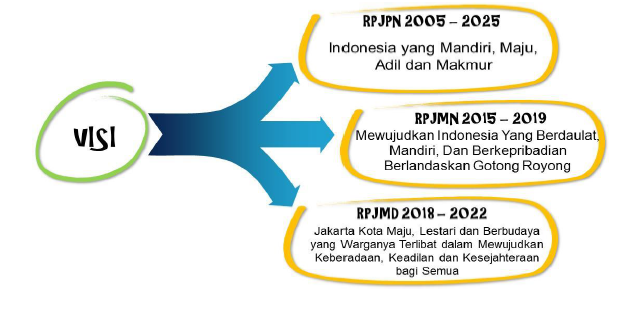 VISI
RPJPN 2005 – 2025
Indonesia yang Mandiri, Maju,
Adil dan Makmur
RPJMN 2015 – 2019
Mewujudkan Indonesia Yang Berdaulat,
Mandiri, Dan Berkepribadian
Berlandaskan Gotong Royong
RPJMD 2018 – 2022
Jakarta Kota Maju, Lestari dan Berbudaya
yang Warganya Terlibat dalam Mewujudkan
Keberadaan, Keadilan dan Kesejahteraan
bagi Semua